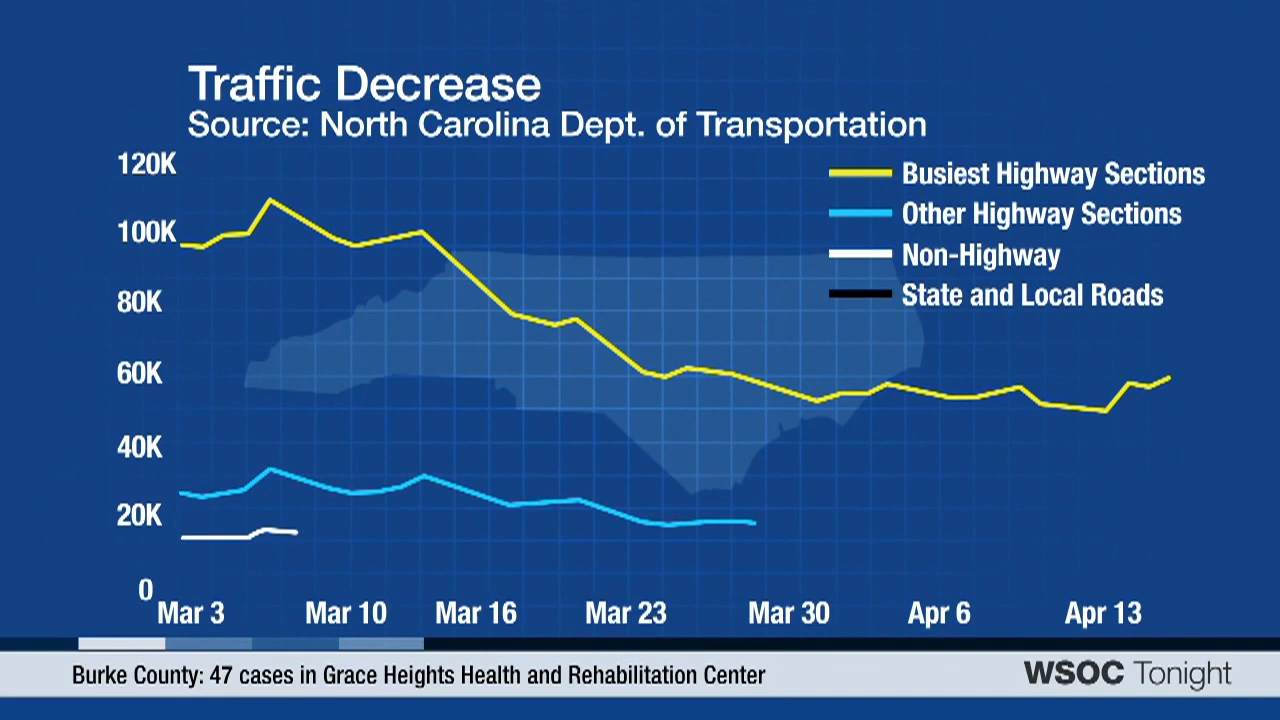 Traffic Decrease
Source: North Carolina Dept. of Transportation
120K
100K
80K
60K
40K
20K
0
Busiest Highway Sections
Other Highway Sections
Non-Highway
State and Local Roads
Mar 3 Mar 10 Mar 16 Mar 23 Mar 30 Apr 6 Apr 13
Burke County: 47 cases in Grace Heights Health and Rehabilitation Center
WSOC Tonight